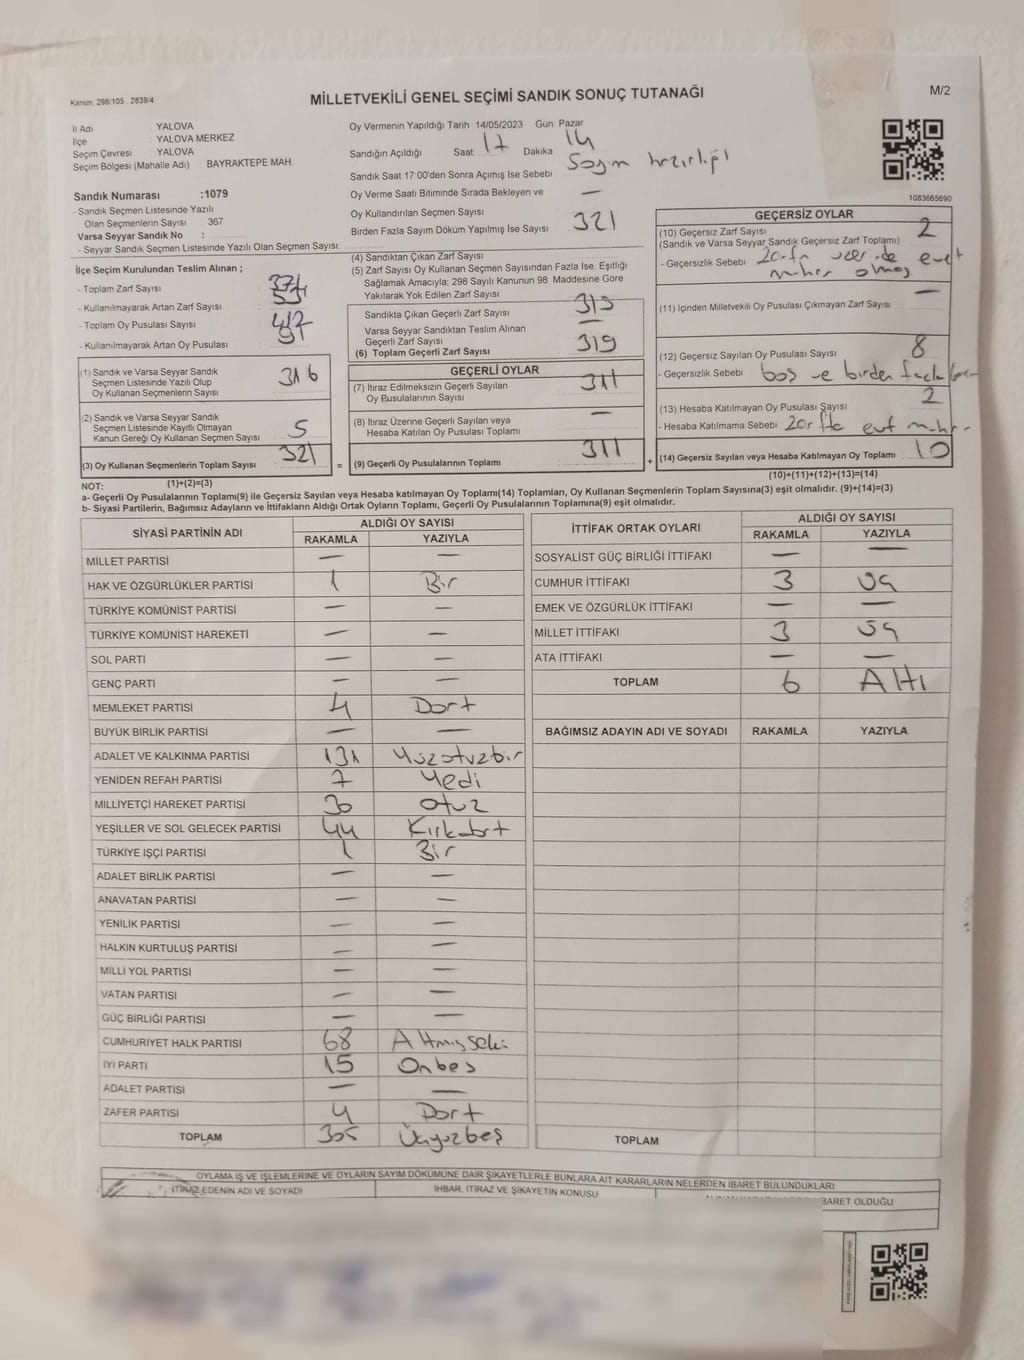 Kanun: 298/105 , 2839/4
MİLLETVEKİLİ GENEL SEÇİMİ SANDIK SONUÇ TUTANAĞI
M/2
İl Adı YALOVA
İlçe YALOVA MERKEZ
Seçim Çevresi YALOVA
Seçim Bölgesi (Mahalle Adı) BAYRAKTEPE MAH
Sandık Numarası :1079
- Sandık Seçmen Listesinde Yazılı
Olan Seçmenlerin Sayısı : 367
Varsa Seyyar Sandık No :
- Seyyar Sandık Seçmen Listesinde Yazılı Olan Seçmen Sayısı:
Oy Vermenin Yapıldığı Tarih 14/05/2023 Gün: Pazar
Sandığın Açıldığı Saat 17 Dakika 14
Sandık Saat 17:00'den Sonra Açımış İse Sebebi Sayım hazırlığı
Oy Verme Saati Bitiminde Sırada Bekleyen ve —
Oy Kullandırılan Seçmen Sayısı
Birden Fazla Sayım Döküm Yapılmış İse Sayısı 321
1083665690
İlçe Seçim Kurulundan Teslim Alınan ;
- Toplam Zarf Sayısı :
- Kullanılmayarak Artan Zarf Sayısı :
- Toplam Oy Pusulası Sayısı :
- Kullanılmayarak Artan Oy Pusulası :
(1) Sandık ve Varsa Seyyar Sandık
Seçmen Listesinde Yazılı Olup
Oy Kullanan Seçmenlerin Sayısı 316
(2) Sandık ve Varsa Seyyar Sandık
Seçmen Listesinde Kayıtlı Olmayan
Kanun Gereği Oy Kullanan Seçmen Sayısı 5
(3) Oy Kullanan Seçmenlerin Toplam Sayısı 321
(1)+(2)=(3)
(4) Sandıktan Çıkan Zarf Sayısı
(5) Zarf Sayısı Oy Kullanan Seçmen Sayısından Fazla İse: Eşitliği
Sağlamak Amacıyla; 298 Sayılı Kanunun 98. Maddesine Göre
Yakılarak Yok Edilen Zarf Sayısı
Sandıkta Çıkan Geçerli Zarf Sayısı 319
Varsa Seyyar Sandıktan Teslim Alınan
Geçerli Zarf Sayısı —
(6) Toplam Geçerli Zarf Sayısı 319
GEÇERLİ OYLAR
(7) İtiraz Edilmeksizin Geçerli Sayılan
Oy Pusulalarının Sayısı 311
(8) İtiraz Üzerine Geçerli Sayılan veya
Hesaba Katılan Oy Pusulası Toplamı —
= (9) Geçerli Oy Pusulalarının Toplamı 311 +
GEÇERSİZ OYLAR
(10) Geçersiz Zarf Sayısı 2
(Sandık ve Varsa Seyyar Sandık Geçersiz Zarf Toplamı)
- Geçersizlik Sebebi evet
olması
(11) İçinden Milletvekili Oy Pusulası Çıkmayan Zarf Sayısı —
(12) Geçersiz Sayılan Oy Pusulası Sayısı 8
- Geçersizlik Sebebi boş ve birden fazla
(13) Hesaba Katılmayan Oy Pusulası Sayısı 2
- Hesaba Katılmama Sebebi
(14) Geçersiz Sayılan veya Hesaba Katılmayan Oy Toplamı 10
(10)+(11)+(12)+(13)=(14)
NOT:
a- Geçerli Oy Pusulalarının Toplamı(9) ile Geçersiz Sayılan veya Hesaba katılmayan Oy Toplamı(14) Toplamları, Oy Kullanan Seçmenlerin Toplam Sayısına(3) eşit olmalıdır. (9)+(14)=(3)
b- Siyasi Partilerin, Bağımsız Adayların ve İttifakların Aldığı Ortak Oyların Toplamı, Geçerli Oy Pusulalarının Toplamına(9) eşit olmalıdır.
SİYASİ PARTİNİN ADI ALDIĞI OY SAYISI
RAKAMLA YAZIYLA
MİLLET PARTİSİ — —
HAK VE ÖZGÜRLÜKLER PARTİSİ 1 Bir
TÜRKİYE KOMÜNİST PARTİSİ — —
TÜRKİYE KOMÜNİST HAREKETİ — —
SOL PARTİ — —
GENÇ PARTİ — —
MEMLEKET PARTİSİ 4 Dört
BÜYÜK BİRLİK PARTİSİ — —
ADALET VE KALKINMA PARTİSİ 131 Yüzotuzbir
YENİDEN REFAH PARTİSİ 7 Yedi
MİLLİYETÇİ HAREKET PARTİSİ 30 otuz
YEŞİLLER VE SOL GELECEK PARTİSİ 44 Kırkdört
TÜRKİYE İŞÇİ PARTİSİ 1 Bir
ADALET BİRLİK PARTİSİ — —
ANAVATAN PARTİSİ — —
YENİLİK PARTİSİ — —
HALKIN KURTULUŞ PARTİSİ — —
MİLLİ YOL PARTİSİ — —
VATAN PARTİSİ — —
GÜÇ BİRLİĞİ PARTİSİ — —
CUMHURİYET HALK PARTİSİ 68 Altmışseki
İYİ PARTİ 15 Onbeş
ADALET PARTİSİ — —
ZAFER PARTİSİ 4 Dört
TOPLAM 305 Üçyüzbeş
İTTİFAK ORTAK OYLARI ALDIĞI OY SAYISI
RAKAMLA YAZIYLA
SOSYALİST GÜÇ BİRLİĞİ İTTİFAKI — —
CUMHUR İTTİFAKI 3 Üç
EMEK VE ÖZGÜRLÜK İTTİFAKI — —
MİLLET İTTİFAKI 3 Üç
ATA İTTİFAKI — —
TOPLAM 6 Altı
BAĞIMSIZ ADAYIN ADI VE SOYADI RAKAMLA YAZIYLA
TOPLAM
OYLAMA İŞ VE İŞLEMLERİNE VE OYLARIN SAYIM DÖKÜMÜNE DAİR ŞİKAYETLERLE BUNLARA AİT KARARLARIN NELERDEN İBARET BULUNDUKLARI
İTİRAZ EDENİN ADI VE SOYADI İHBAR, İTİRAZ VE ŞİKAYETİN KONUSU İBARET OLDUĞU